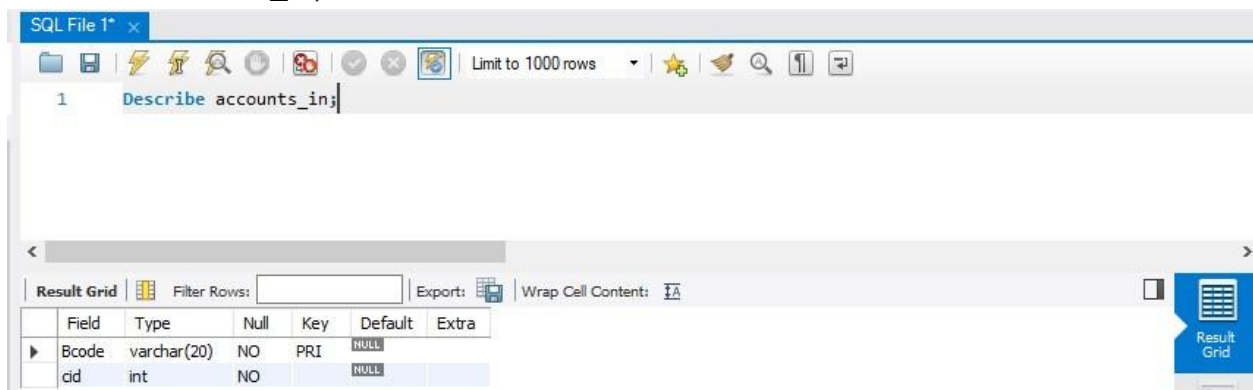 SQL File 1*
Limit to 1000 rows
1 Describe accounts_in;
Result Grid Filter Rows: Export: Wrap Cell Content:
Field Type Null Key Default Extra
Bcode varchar(20) NO PRI NULL
cid int NO NULL
Result
Grid